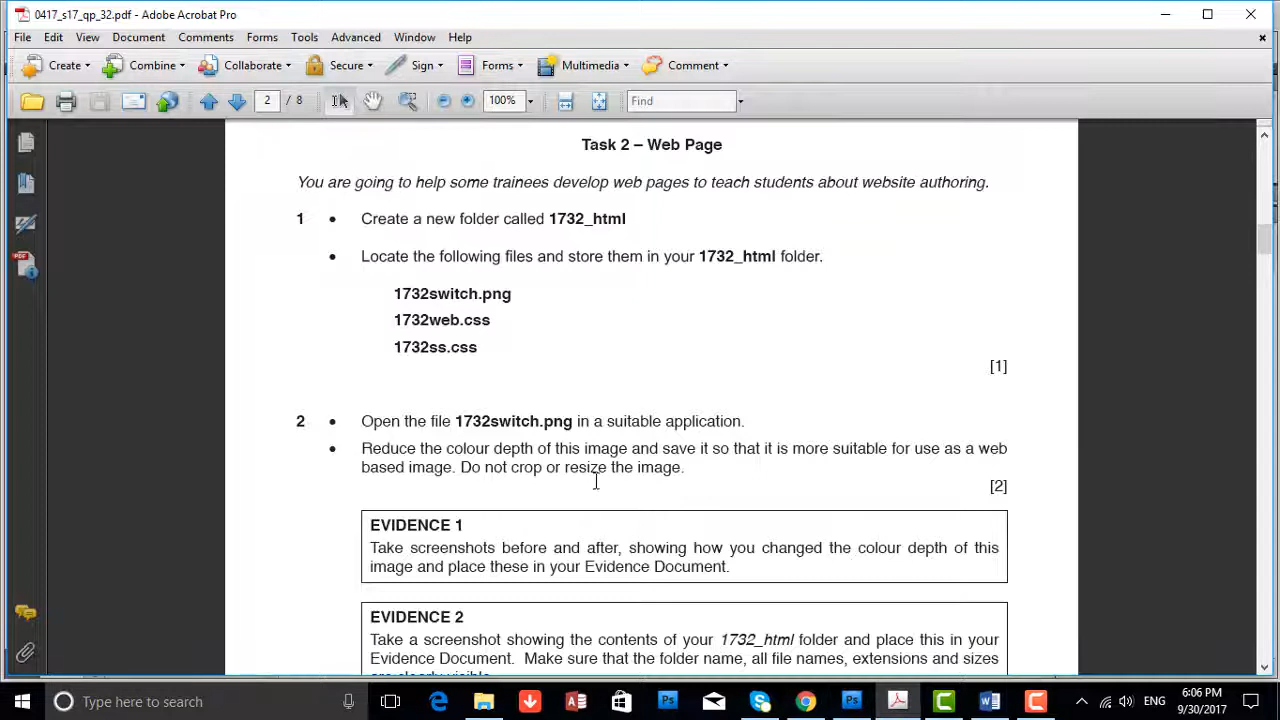 0417_s17_qp_32.pdf - Adobe Acrobat Pro
File Edit View Document Comments Forms Tools Advanced Window Help
Create Combine Collaborate Secure Sign Forms Multimedia Comment
2 / 8 100% Find
Task 2 – Web Page
You are going to help some trainees develop web pages to teach students about website authoring.
1 • Create a new folder called 1732_html
• Locate the following files and store them in your 1732_html folder.
1732switch.png
1732web.css
1732ss.css
[1]
2 • Open the file 1732switch.png in a suitable application.
• Reduce the colour depth of this image and save it so that it is more suitable for use as a web
based image. Do not crop or resize the image.
[2]
EVIDENCE 1
Take screenshots before and after, showing how you changed the colour depth of this
image and place these in your Evidence Document.
EVIDENCE 2
Take a screenshot showing the contents of your 1732_html folder and place this in your
Evidence Document. Make sure that the folder name, all file names, extensions and sizes
are clearly visible
Type here to search
ENG
6:06 PM
9/30/2017